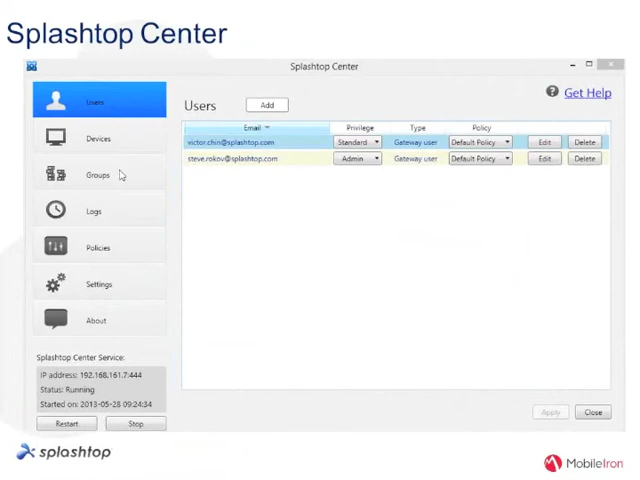 Splashtop Center
Splashtop Center
Users
Devices
Groups
Logs
Policies
Settings
About
Splashtop Center Service:
IP address: 192.168.161.7:444
Status: Running
Started on: 2013-05-28 09:24:34
Restart Stop
Users Add
Get Help
Email Privilege Type Policy
victor.chin@splashtop.com Standard Gateway user Default Policy Edit Delete
steve.rokov@splashtop.com Admin Gateway user Default Policy Edit Delete
Apply Close
splashtop
MobileIron